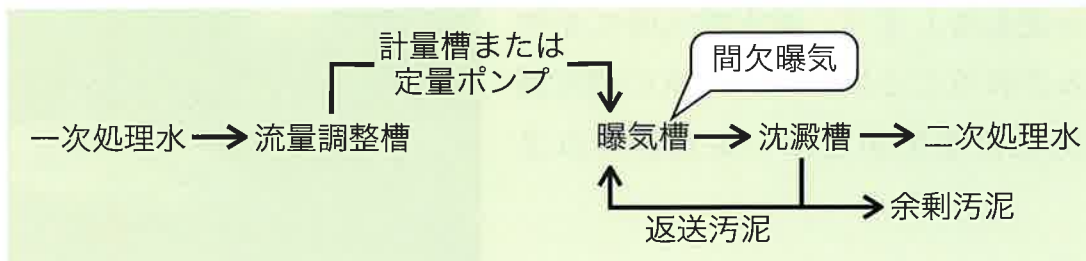 計量槽または
定量ポンプ
間欠曝気
一次処理水
流量調整槽
曝気槽
沈澱槽
二次処理水
返送汚泥
余剰汚泥